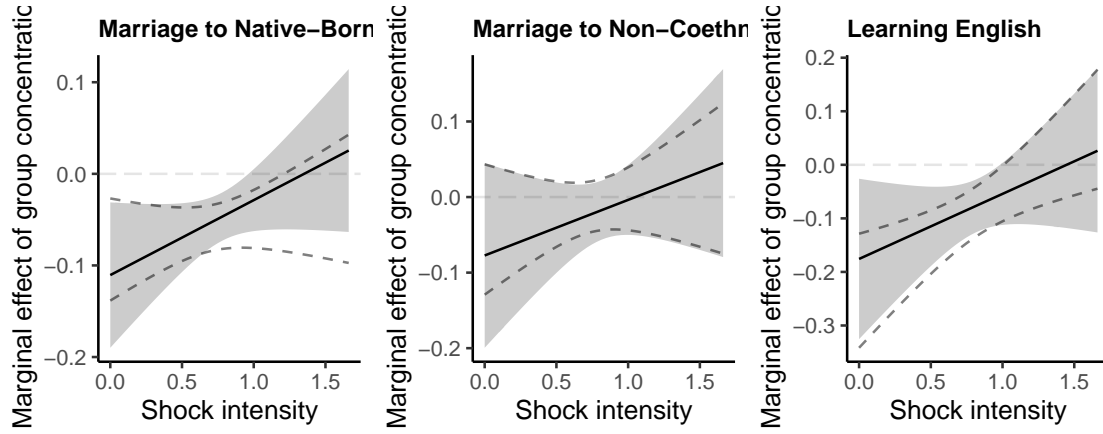 Marriage to Native−Born
Marginal effect of group concentratic
0.1
0.0
−0.1
−0.2
0.0 0.5 1.0 1.5
Shock intensity
Marriage to Non−Coethn
Marginal effect of group concentratic
0.1
0.0
−0.1
−0.2
0.0 0.5 1.0 1.5
Shock intensity
Learning English
Marginal effect of group concentratic
0.2
0.1
0.0
−0.1
−0.2
−0.3
0.0 0.5 1.0 1.5
Shock intensity